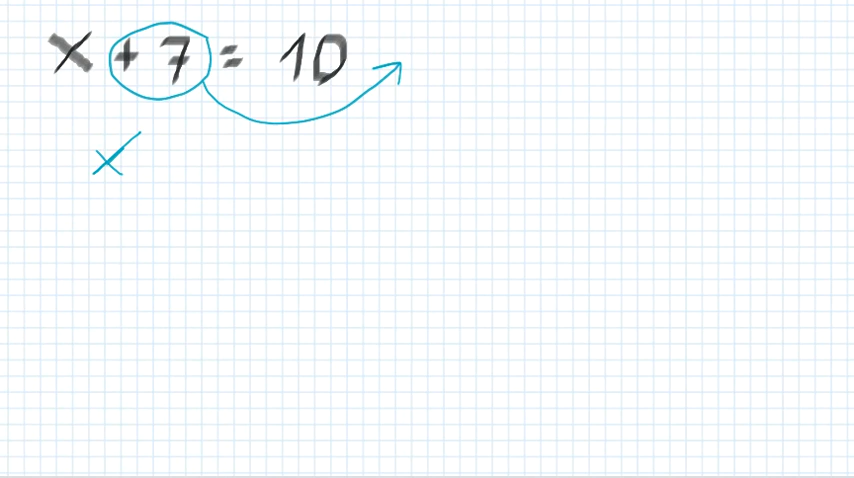 x + 7 = 10
x